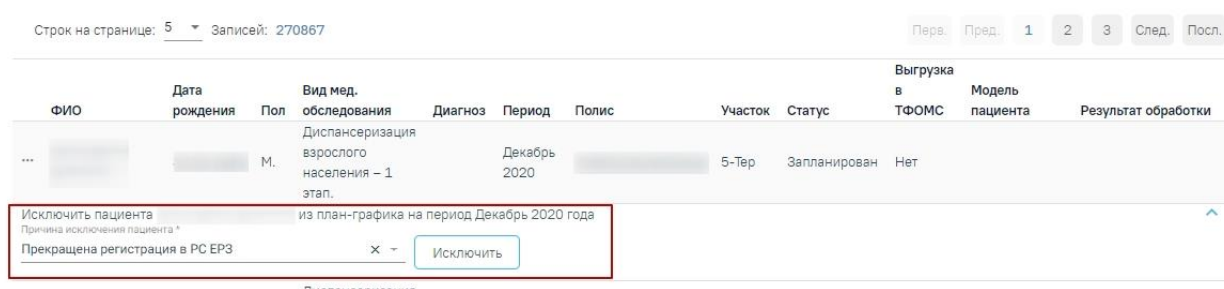 Строк на странице: 5 Записей: 270867 Перв. Пред. 1 2 3 След. Посл.
ФИО Дата рождения Пол Вид мед. обследования Диагноз Период Полис Участок Статус Выгрузка в ТФОМС Модель пациента Результат обработки
... М. Диспансеризация взрослого населения – 1 этап. Декабрь 2020 5-Тер Запланирован Нет
Исключить пациента из план-графика на период Декабрь 2020 года
Причина исключения пациента *
Прекращена регистрация в РС ЕРЗ × Исключить